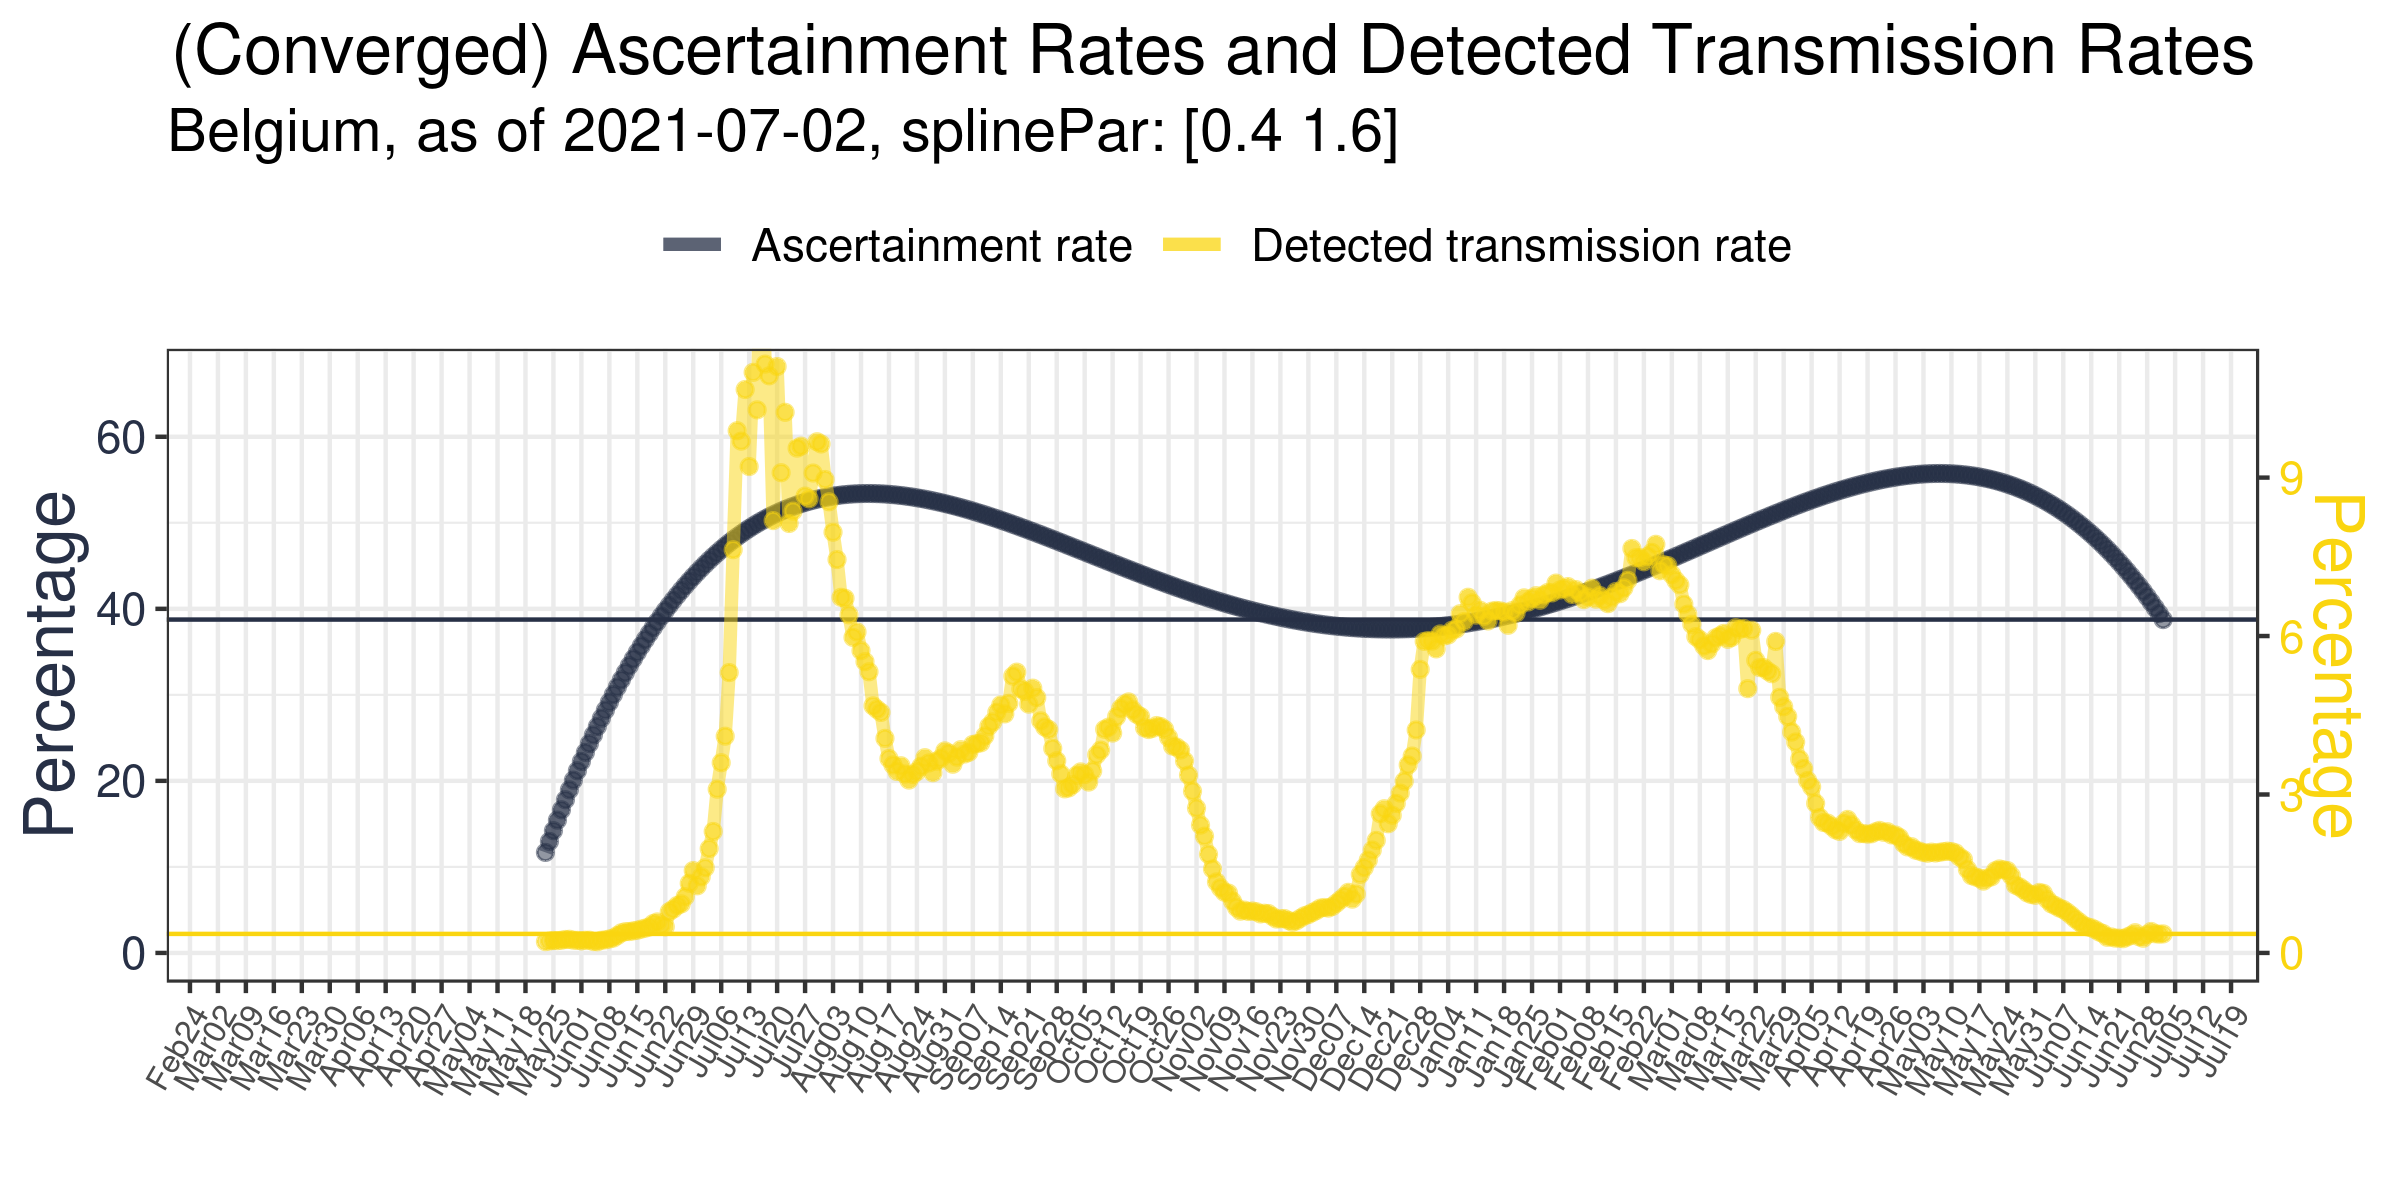 (Converged) Ascertainment Rates and Detected Transmission Rates
Belgium, as of 2021-07-02, splinePar: [0.4 1.6]
Ascertainment rate Detected transmission rate
Percentage
60
40
20
0
9
6
3
0
Percentage
Feb24
Mar02
Mar09
Mar16
Mar23
Mar30
Apr06
Apr13
Apr20
Apr27
May04
May11
May18
May25
Jun01
Jun08
Jun15
Jun22
Jun29
Jul06
Jul13
Jul20
Jul27
Aug03
Aug10
Aug17
Aug24
Aug31
Sep07
Sep14
Sep21
Sep28
Oct05
Oct12
Oct19
Oct26
Nov02
Nov09
Nov16
Nov23
Nov30
Dec07
Dec14
Dec21
Dec28
Jan04
Jan11
Jan18
Jan25
Feb01
Feb08
Feb15
Feb22
Mar01
Mar08
Mar15
Mar22
Mar29
Apr05
Apr12
Apr19
Apr26
May03
May10
May17
May24
May31
Jun07
Jun14
Jun21
Jun28
Jul05
Jul12
Jul19